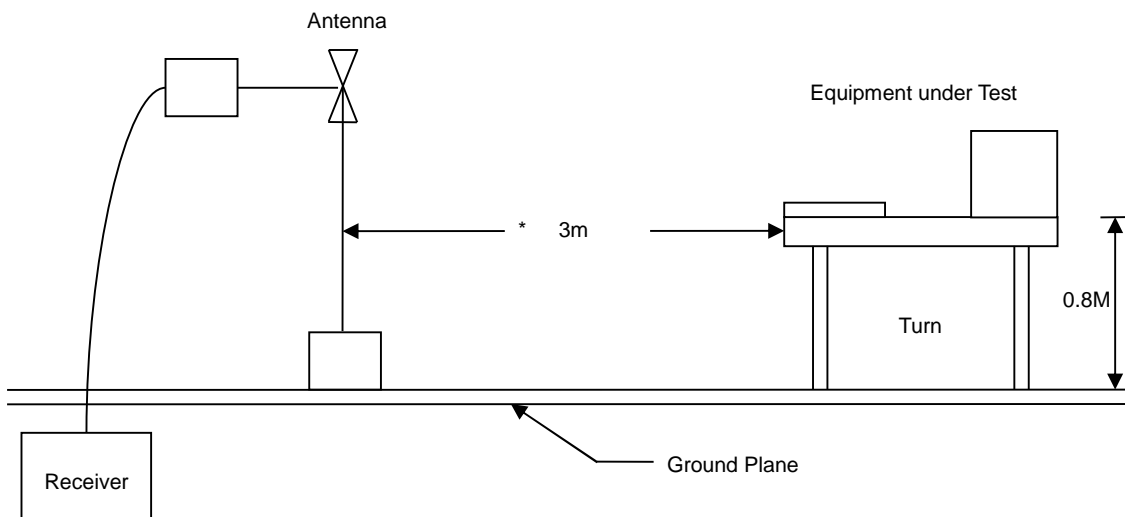 Antenna
Equipment under Test
* 3m
0.8M
Turn
Ground Plane
Receiver